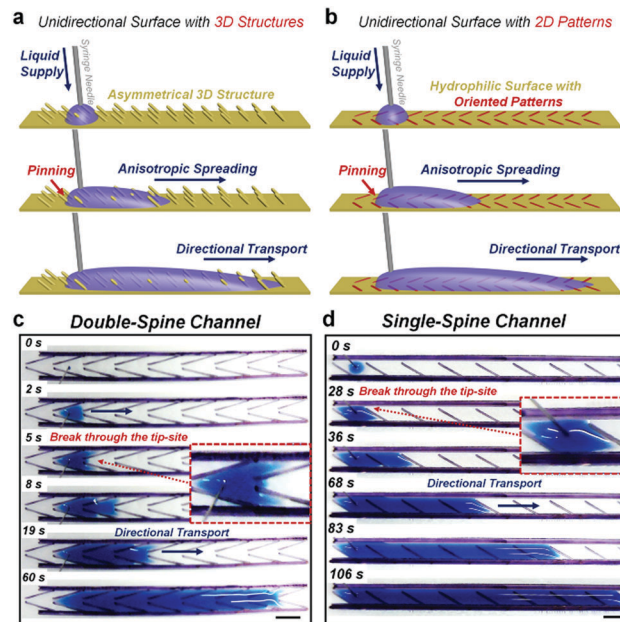 a
Unidirectional Surface with 3D Structures
Liquid
Supply
Syringe Needle
Asymmetrical 3D Structure
Pinning
Anisotropic Spreading
Directional Transport
b
Unidirectional Surface with 2D Patterns
Liquid
Supply
Syringe Needle
Hydrophilic Surface with
Oriented Patterns
Pinning
Anisotropic Spreading
Directional Transport
c
Double-Spine Channel
0 s
2 s
5 s
Break through the tip-site
8 s
19 s
Directional Transport
60 s
d
Single-Spine Channel
0 s
28 s
Break through the tip-site
36 s
68 s
Directional Transport
83 s
106 s